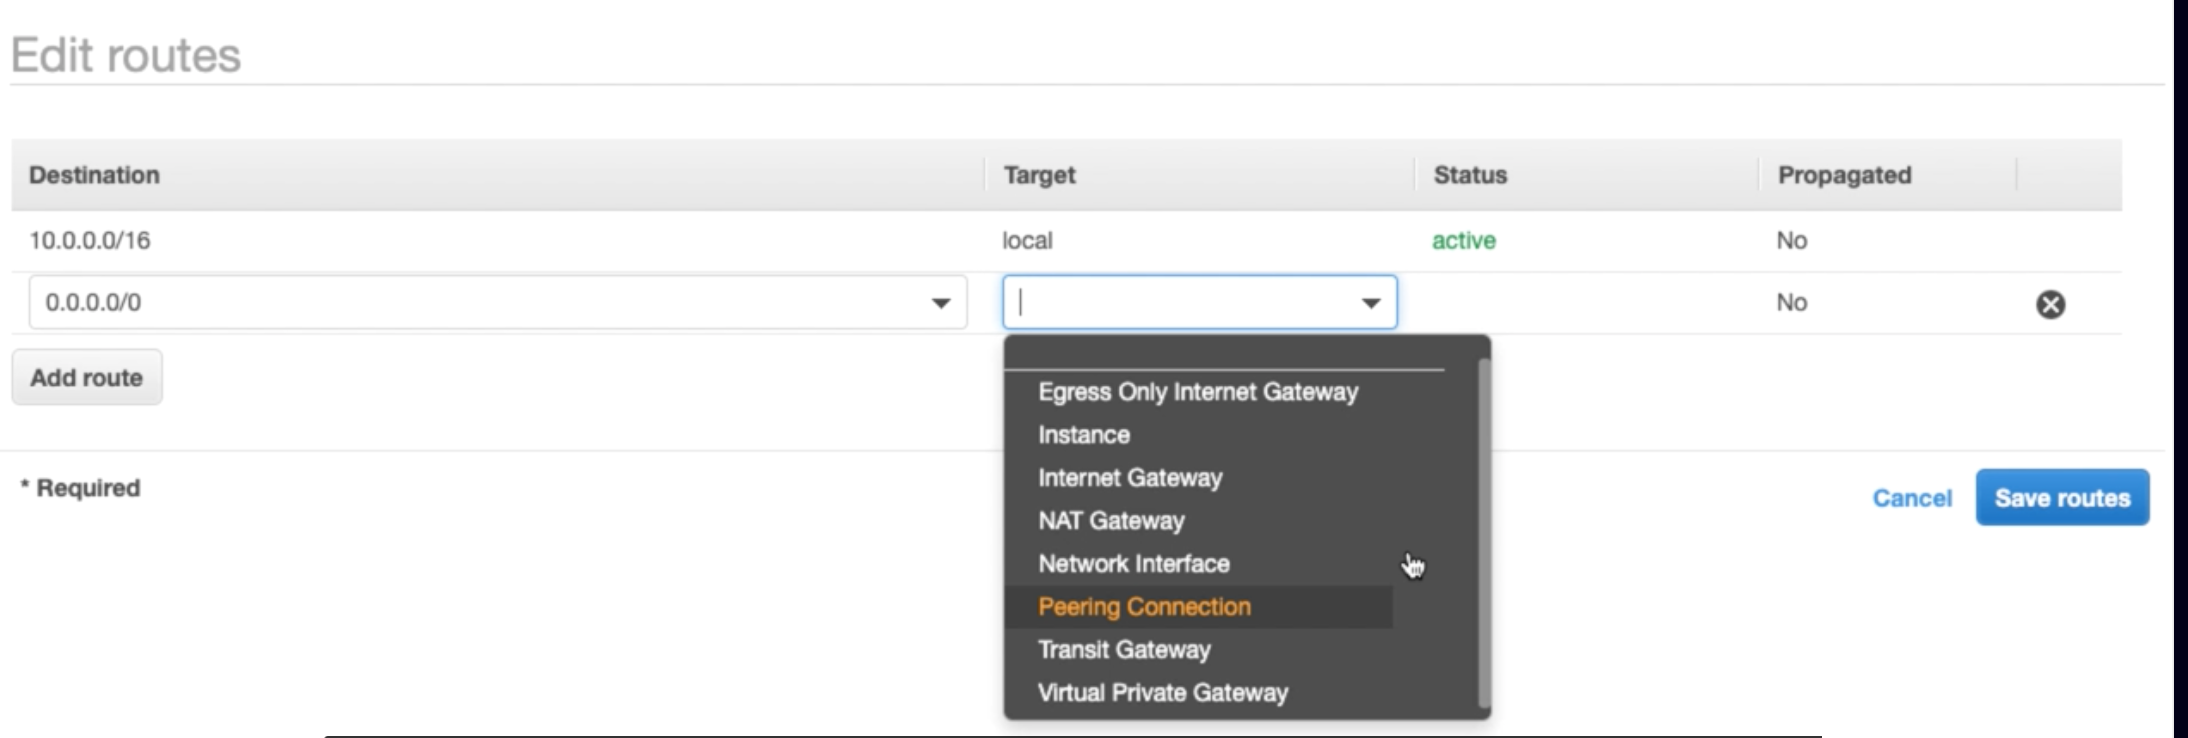 Edit routes
Destination Target Status Propagated
10.0.0.0/16 local active No
0.0.0.0/0 No
Add route
Egress Only Internet Gateway
Instance
Internet Gateway
NAT Gateway
Network Interface
Peering Connection
Transit Gateway
Virtual Private Gateway
* Required
Cancel Save routes